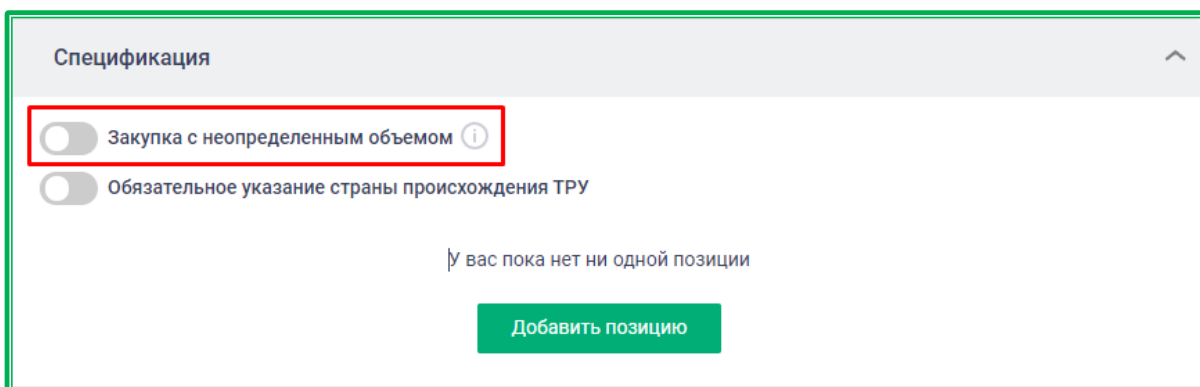 Спецификация
Закупка с неопределенным объемом
Обязательное указание страны происхождения ТРУ
У вас пока нет ни одной позиции
Добавить позицию